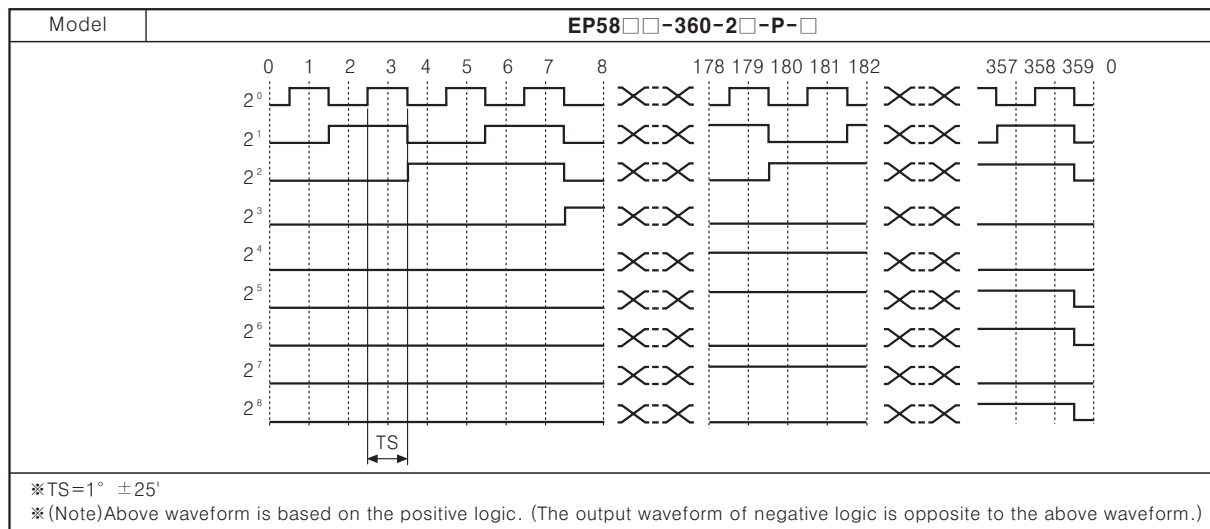 Model
EP58□□-360-2□-P-□
0 1 2 3 4 5 6 7 8 178 179 180 181 182 357 358 359 0
2⁰
2¹
2²
2³
2⁴
2⁵
2⁶
2⁷
2⁸
TS
※TS=1° ±25'
※(Note)Above waveform is based on the positive logic. (The output waveform of negative logic is opposite to the above waveform.)